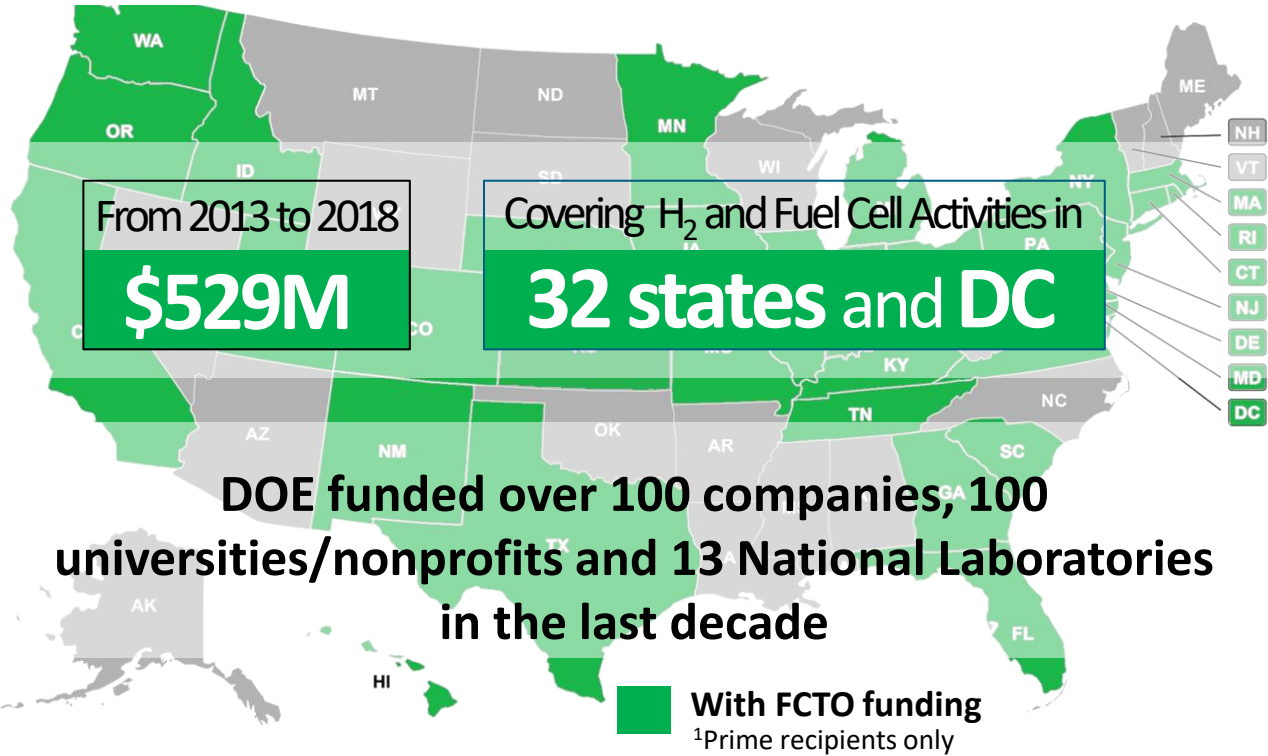 WA
MT
ND
ME
OR
MN
NH
ID
WI
VT
SD
NY
MA
From 2013 to 2018
Covering H2 and Fuel Cell Activities in
RI
IA
PA
CT
$529M
32 states and DC
NJ
CO
DE
KY
MD
NC
TN
DC
AZ
OK
NM
AR
SC
DOE funded over 100 companies, 100
GA
universities/nonprofits and 13 National Laboratories
TX
AK
in the last decade
FL
HI
With FCTO funding
1Prime recipients only